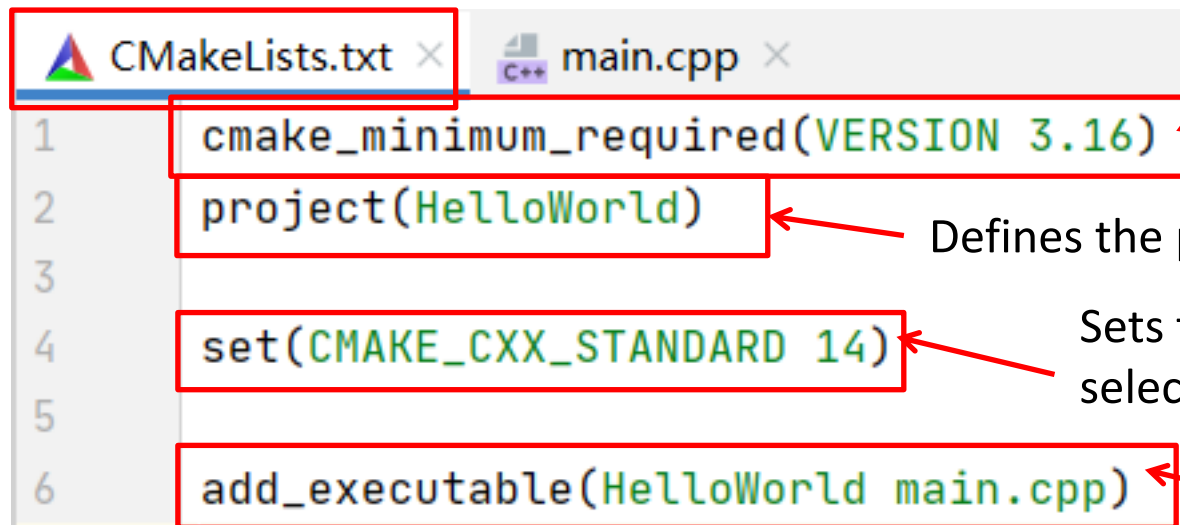 CMakeLists.txt × C++ main.cpp ×
1 cmake_minimum_required(VERSION 3.16)
2 project(HelloWorld)
Defines the
3
Sets
4 set(CMAKE_CXX_STANDARD 14)
selec
5
6 add_executable(HelloWorld main.cpp)